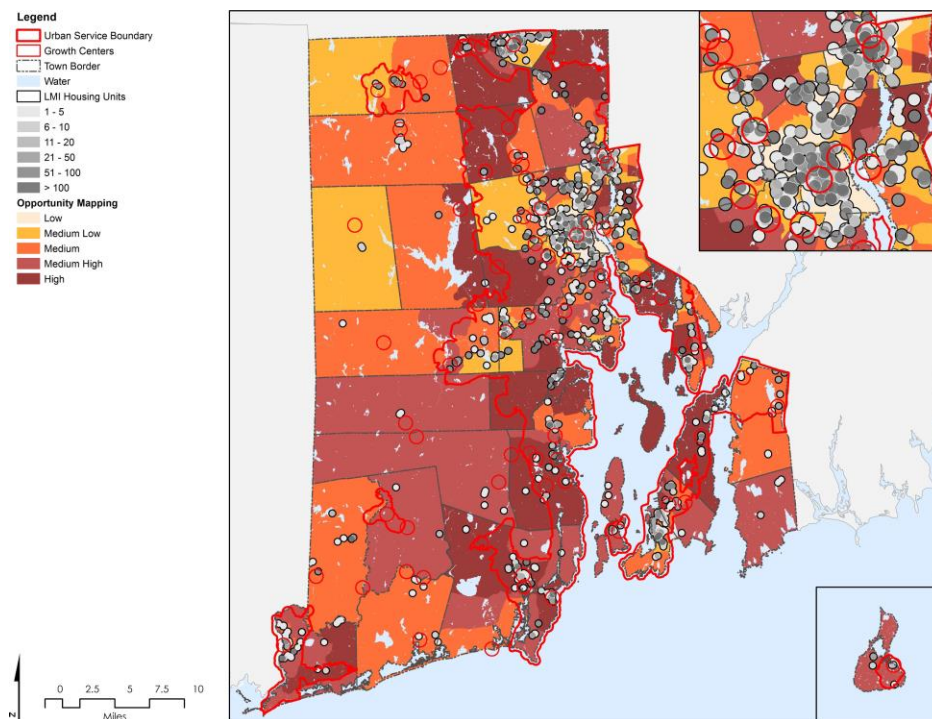 Legend
Urban Service Boundary
Growth Centers
Town Border
Water
LMI Housing Units
1 - 5
6 - 10
11 - 20
21 - 50
51 - 100
> 100
Opportunity Mapping
Low
Medium Low
Medium
Medium High
High
N
0 2.5 5 7.5 10
Miles